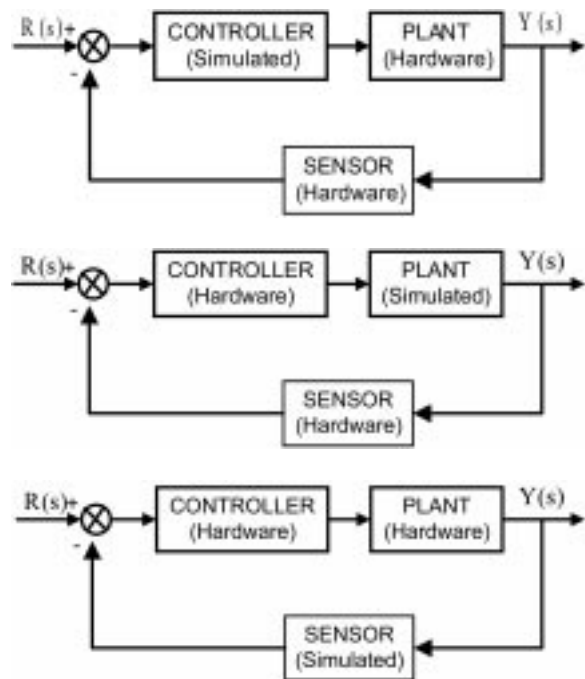 R(s)+ CONTROLLER PLANT Y(s)
(Simulated) (Hardware)
-
SENSOR
(Hardware)
R(s)+ CONTROLLER PLANT Y(s)
(Hardware) (Simulated)
-
SENSOR
(Hardware)
R(s)+ CONTROLLER PLANT Y(s)
(Hardware) (Hardware)
-
SENSOR
(Simulated)